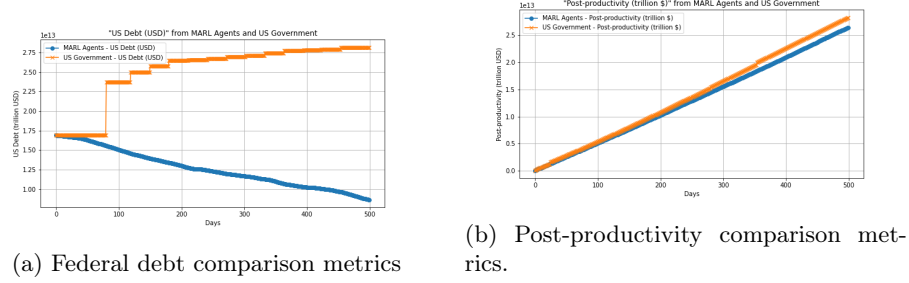 "US Debt (USD)" from MARL Agents and US Government
1e13
MARL Agents - US Debt (USD)
US Government - US Debt (USD)
US Debt (trillion USD)
2.75
2.50
2.25
2.00
1.75
1.50
1.25
1.00
0 100 200 300 400 500
Days
(a) Federal debt comparison metrics
"Post-productivity (trillion $)" from MARL Agents and US Government
1e13
MARL Agents - Post-productivity (trillion $)
US Government - Post-productivity (trillion $)
Post-productivity (trillion USD)
2.5
2.0
1.5
1.0
0.5
0.0
0 100 200 300 400 500
Days
(b) Post-productivity comparison met-
rics.